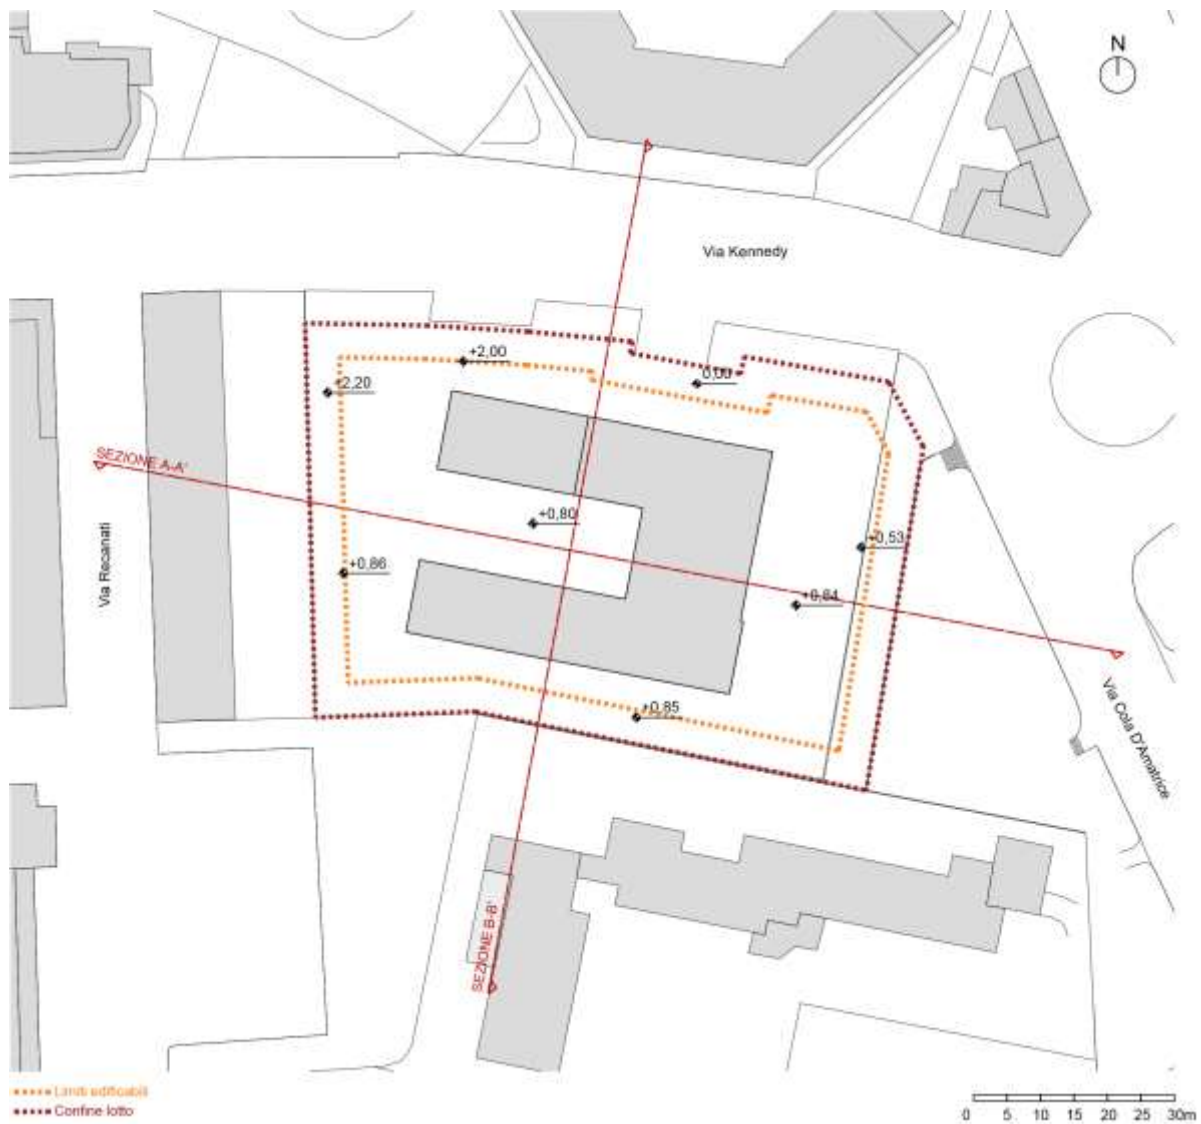 N
Via Kennedy
+2,00
+2,20
0,00
SEZIONE A-A'
+0,80
+0,53
Via Recanati
+0,86
+0,84
+0,85
Via Cola D'Amatrice
SEZIONE B-B'
Limiti edificabili
Confine lotto
0 5 10 15 20 25 30m